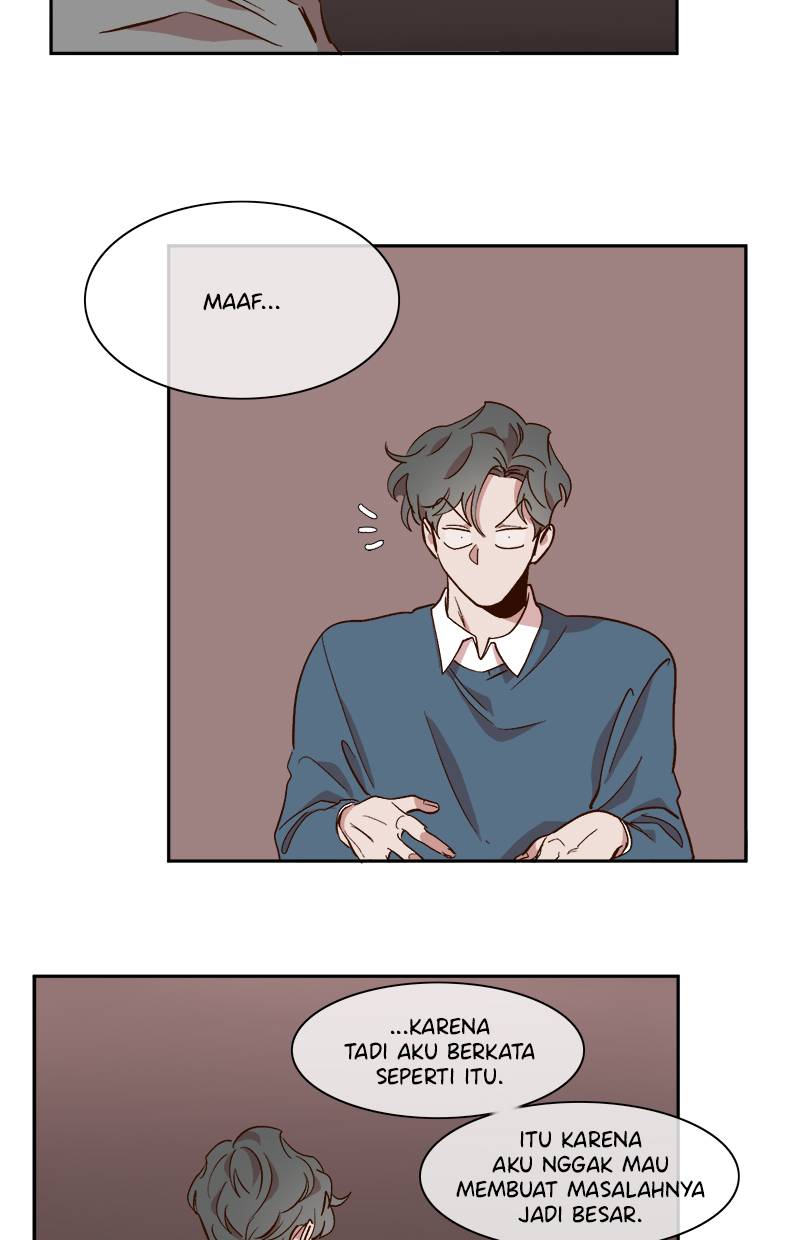 MAAF...
...KARENA
TADI AKU BERKATA
SEPERTI ITU.
ITU KARENA
AKU NGGAK MAU
MEMBUAT MASALAHNYA
JADI BESAR.